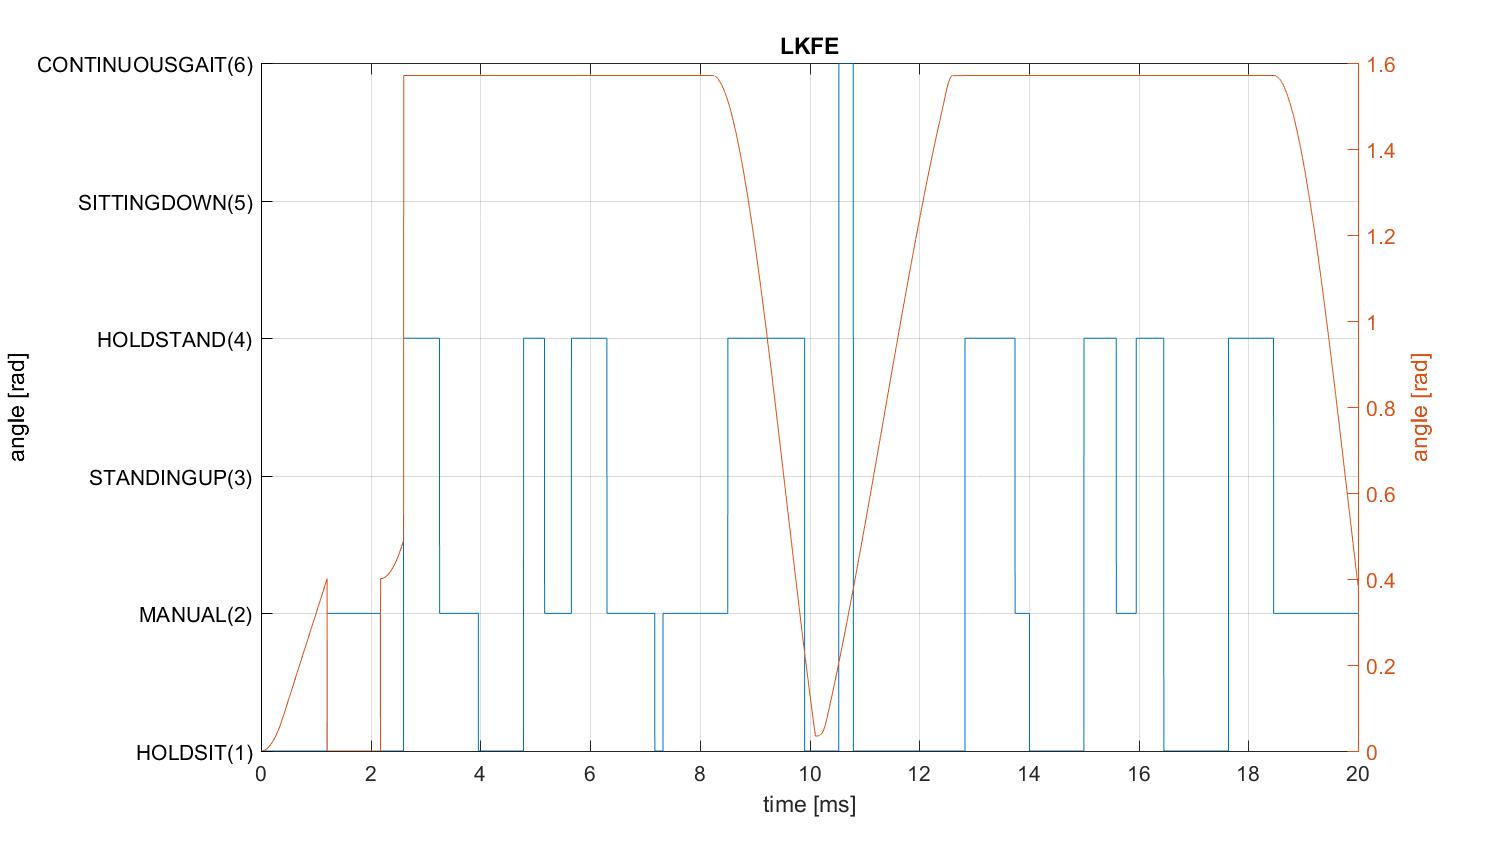 LKFE
CONTINUOUSGAIT(6)
SITTINGDOWN(5)
HOLDSTAND(4)
STANDINGUP(3)
MANUAL(2)
HOLDSIT(1)
angle [rad]
1.6
1.4
1.2
1
0.8
0.6
0.4
0.2
0
angle [rad]
0 2 4 6 8 10 12 14 16 18 20
time [ms]